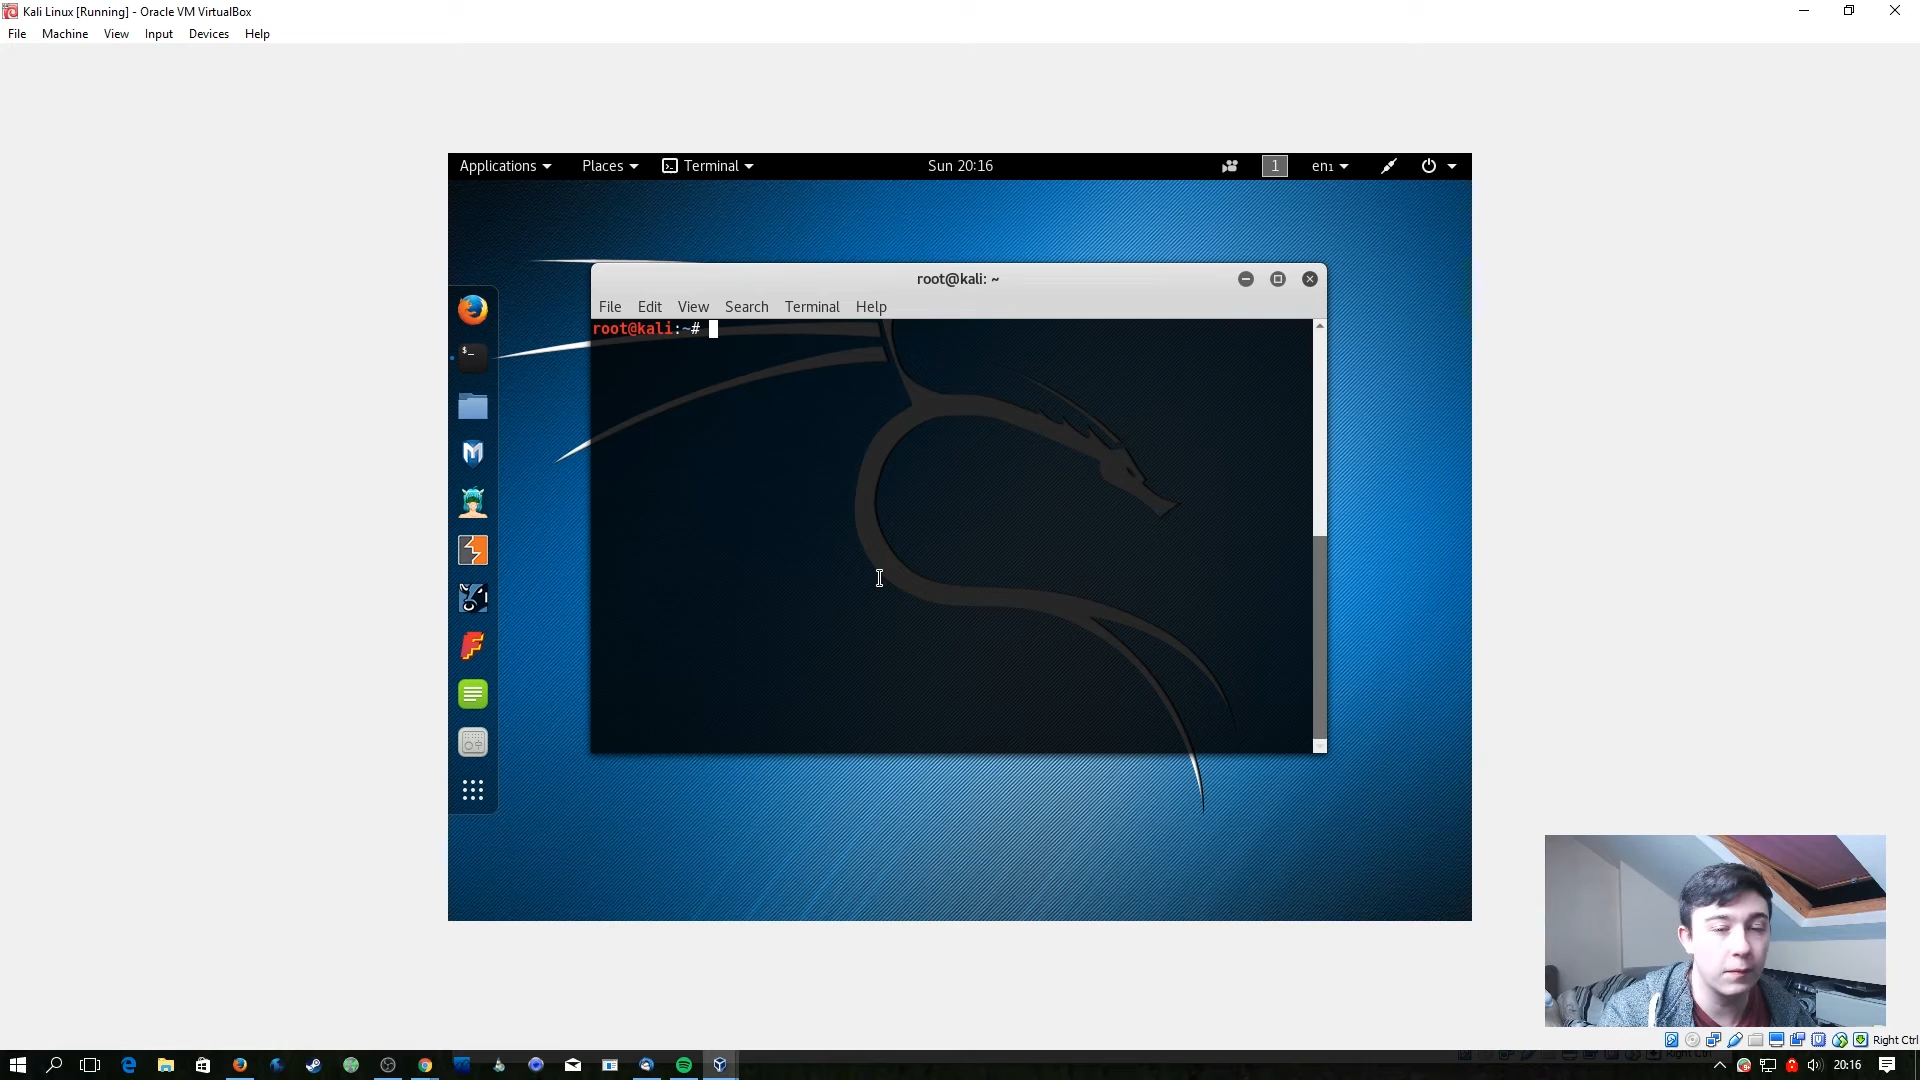 Kali Linux [Running] - Oracle VM VirtualBox
File Machine View Input Devices Help
Applications Places Terminal Sun 20:16 1 en1
root@kali: ~
File Edit View Search Terminal Help
root@kali:~#
Right Ctrl
20:16